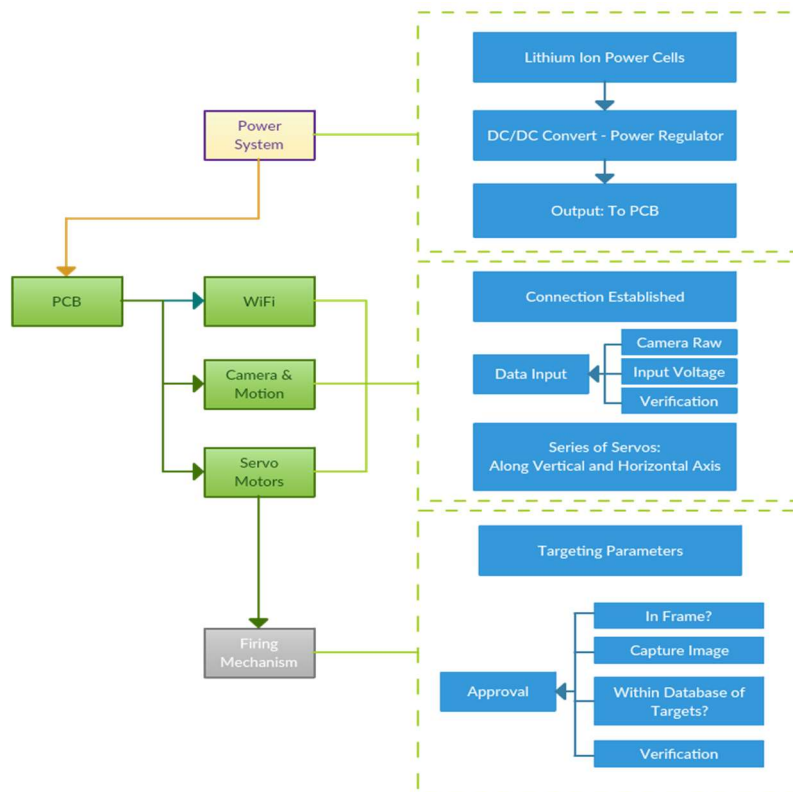 Lithium Ion Power Cells
Power
System
DC/DC Convert - Power Regulator
Output: To PCB
PCB
WiFi
Camera &
Motion
Servo
Motors
Connection Established
Data Input
Camera Raw
Input Voltage
Verification
Series of Servos:
Along Vertical and Horizontal Axis
Firing
Mechanism
Targeting Parameters
Approval
In Frame?
Capture Image
Within Database of
Targets?
Verification